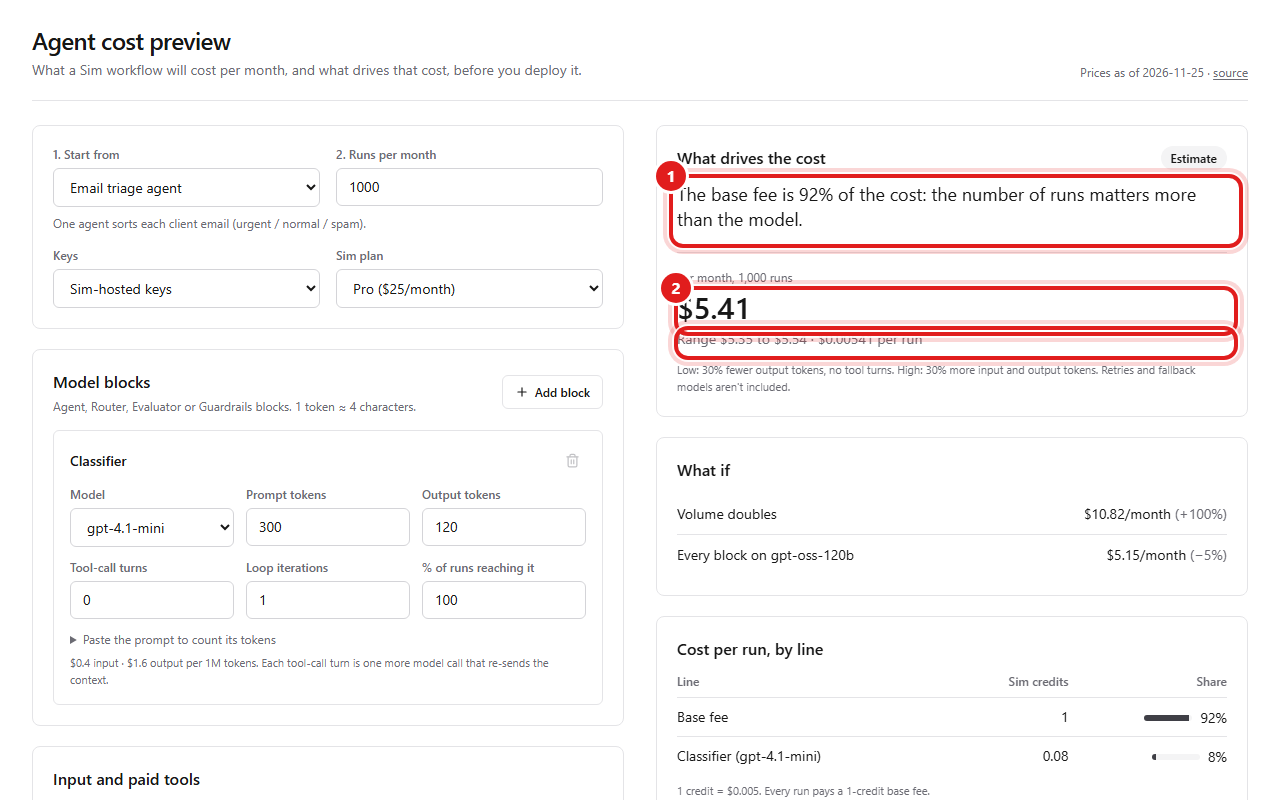 Agent cost preview
What a Sim workflow will cost per month, and what drives that cost, before you deploy it.
Prices as of 2026-11-25 · source
1. Start from
2. Runs per month
Email triage agent
1000
One agent sorts each client email (urgent / normal / spam).
Keys
Sim plan
Sim-hosted keys
Pro ($25/month)
Model blocks
Agent, Router, Evaluator or Guardrails blocks. 1 token ≈ 4 characters.
+ Add block
Classifier
Model
Prompt tokens
Output tokens
gpt-4.1-mini
300
120
Tool-call turns
Loop iterations
% of runs reaching it
0
1
100
Paste the prompt to count its tokens
$0.4 input · $1.6 output per 1M tokens. Each tool-call turn is one more model call that re-sends the
context.
Input and paid tools
What drives the cost
Estimate
1
The base fee is 92% of the cost: the number of runs matters more
than the model.
month, 1,000 runs
2
$5.41
Range $5.35 to $5.54 · $0.00541 per run
Low: 30% fewer output tokens, no tool turns. High: 30% more input and output tokens. Retries and fallback
models aren't included.
What if
Volume doubles
$10.82/month (+100%)
Every block on gpt-oss-120b
$5.15/month (−5%)
Cost per run, by line
Line
Sim credits
Share
Base fee
1
92%
Classifier (gpt-4.1-mini)
0.08
8%
1 credit = $0.005. Every run pays a 1-credit base fee.